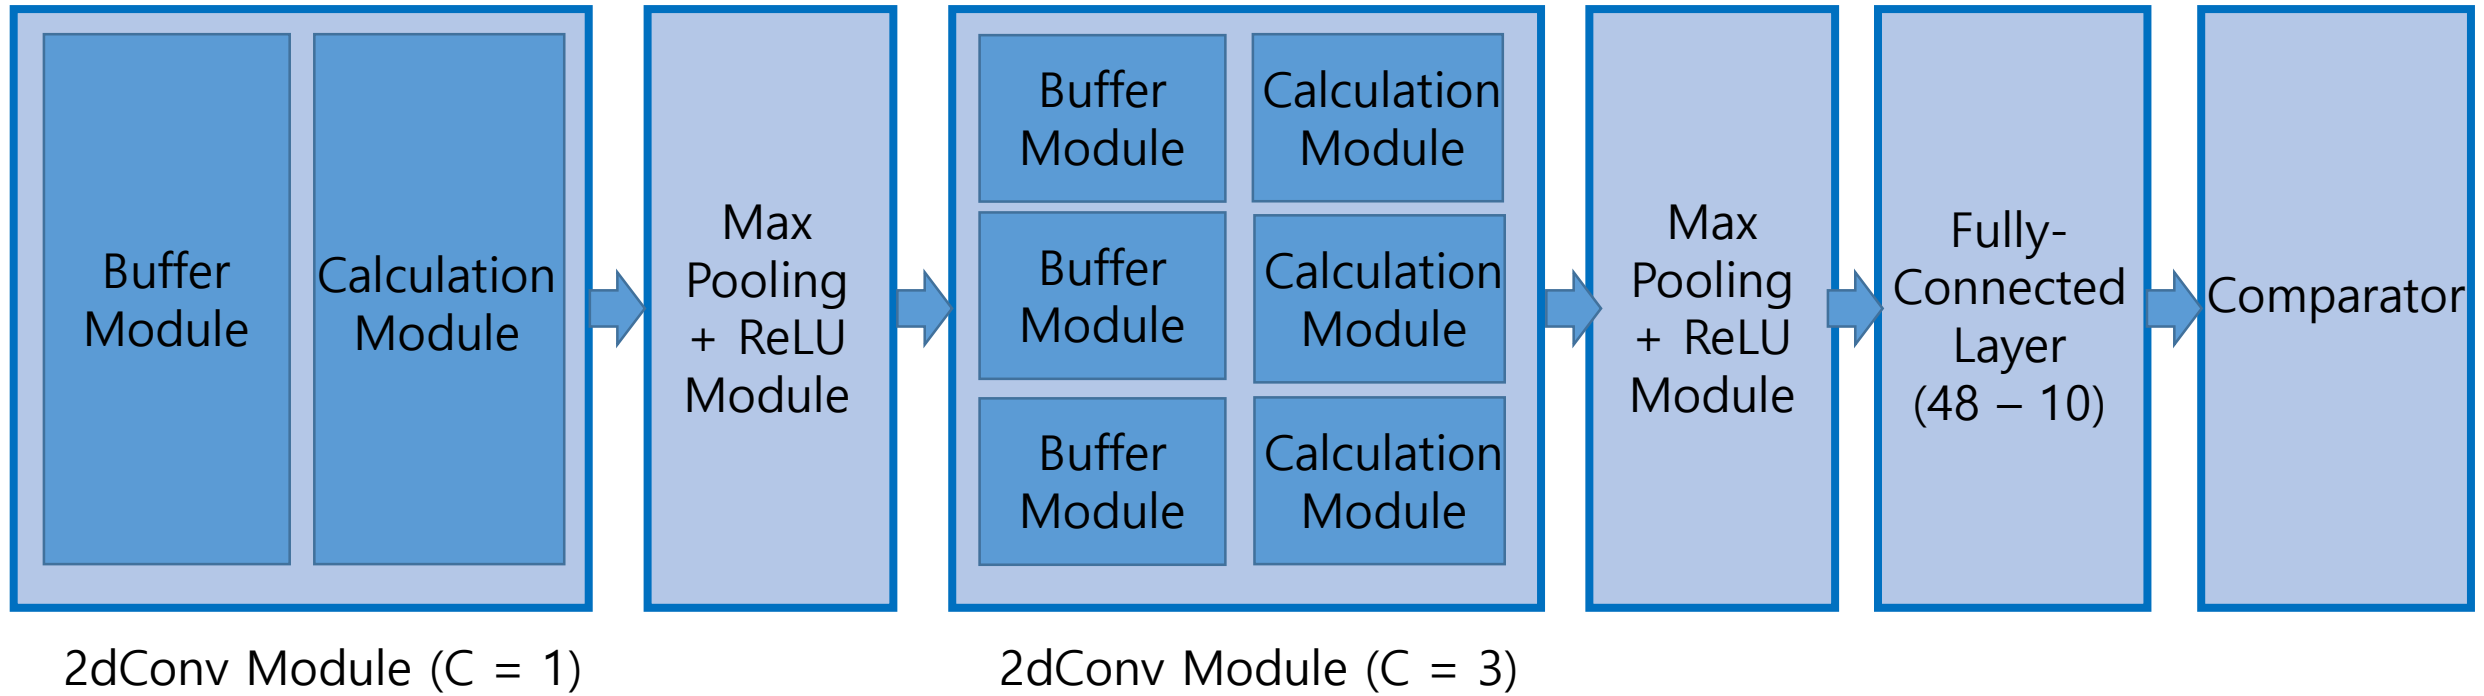 Buffer
Module
Calculation
Module
Max
Pooling
+ ReLU
Module
Buffer
Module
Calculation
Module
Buffer
Module
Calculation
Module
Buffer
Module
Calculation
Module
Max
Pooling
+ ReLU
Module
Fully-
Connected
Layer
(48 – 10)
Comparator
2dConv Module (C = 1)
2dConv Module (C = 3)